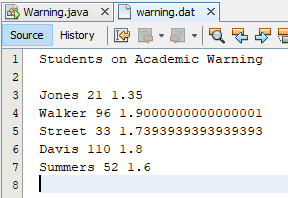 Warning.java warning.dat
Source History
1 Students on Academic Warning
2
3 Jones 21 1.35
4 Walker 96 1.9000000000000001
5 Street 33 1.7393939393939393
6 Davis 110 1.8
7 Summers 52 1.6
8